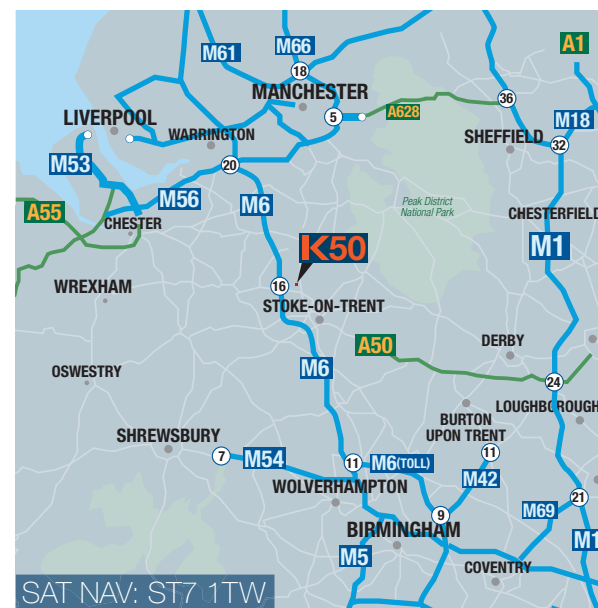 M66
M61
A1
18
MANCHESTER
36
LIVERPOOL
5
A628
M18
WARRINGTON
SHEFFIELD
32
M53
20
M56
M6
Peak District
National Park
A55
CHESTER
CHESTERFIELD
K50
M1
WREXHAM
16
STOKE-ON-TRENT
A50
DERBY
M6
OSWESTRY
24
BURTON
UPON TRENT
LOUGHBOROUGH
SHREWSBURY
7
M54
11
M6(TOLL)
11
M42
WOLVERHAMPTON
9
M69
21
BIRMINGHAM
M5
M1
COVENTRY
SAT NAV: ST7 1TW